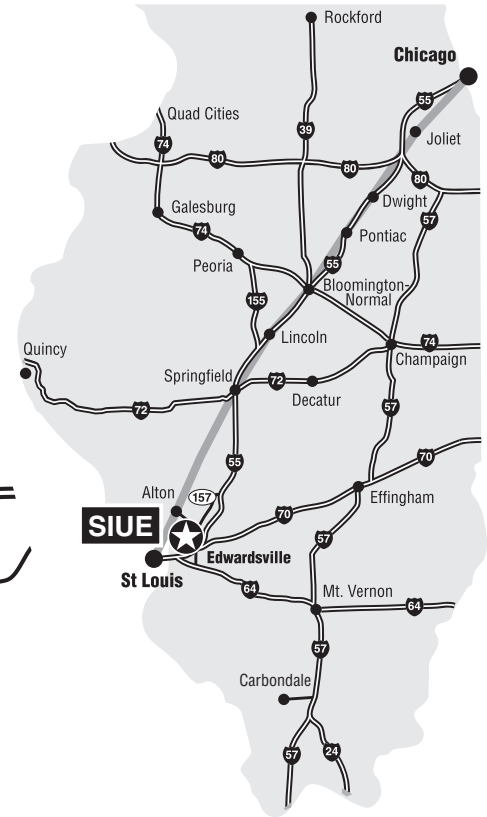 Rockford
Chicago
55
Quad Cities
39
Joliet
74
80
80
80
Dwight
Galesburg
57
74
Pontiac
Peoria
55
Bloomington-
Normal
155
Lincoln
74
Quincy
Champaign
Springfield
72
Decatur
72
57
55
70
Alton
157
Effingham
70
SIUE
57
Edwardsville
St Louis
64
Mt. Vernon
64
57
Carbondale
57
24